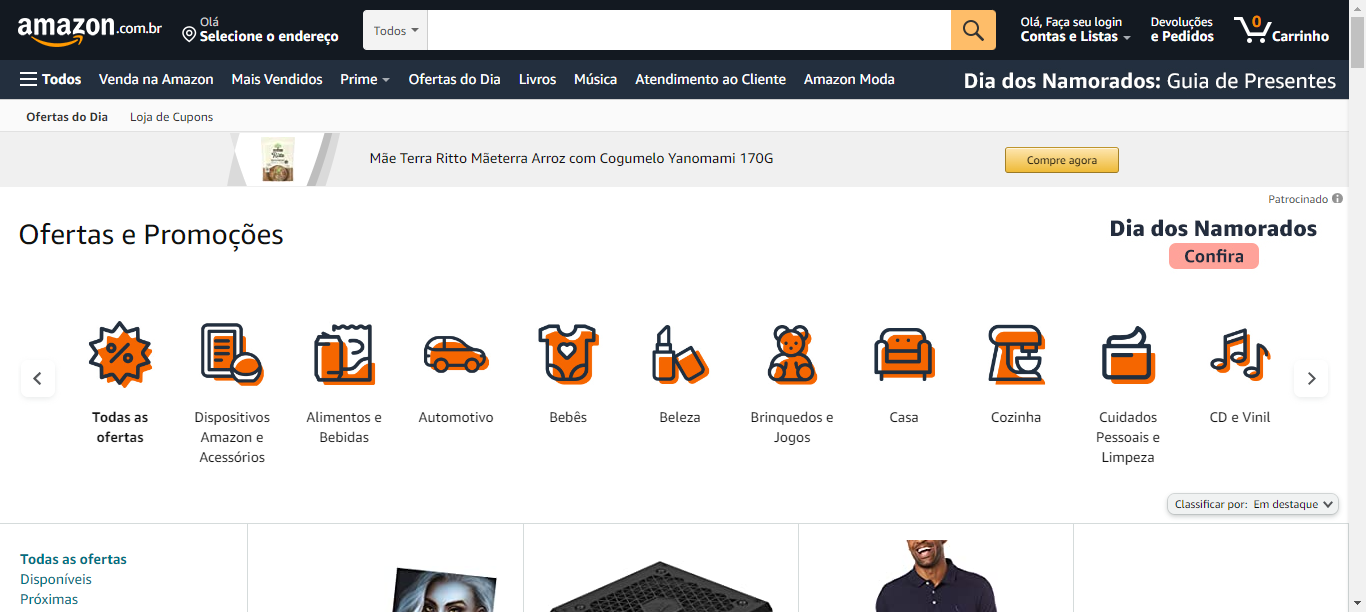 amazon.com.br
Olá
Selecione o endereço
Todos
Olá, Faça seu login
Contas e Listas
Devoluções
e Pedidos
0
Carrinho
Todos
Venda na Amazon
Mais Vendidos
Prime
Ofertas do Dia
Livros
Música
Atendimento ao Cliente
Amazon Moda
Dia dos Namorados: Guia de Presentes
Ofertas do Dia
Loja de Cupons
Mãe Terra Ritto Mãeterra Arroz com Cogumelo Yanomami 170G
Compre agora
Patrocinado
Ofertas e Promoções
Dia dos Namorados
Confira
Todas as
ofertas
Dispositivos
Amazon e
Acessórios
Alimentos e
Bebidas
Automotivo
Bebês
Beleza
Brinquedos e
Jogos
Casa
Cozinha
Cuidados
Pessoais e
Limpeza
CD e Vinil
Classificar por: Em destaque
Todas as ofertas
Disponíveis
Próximas